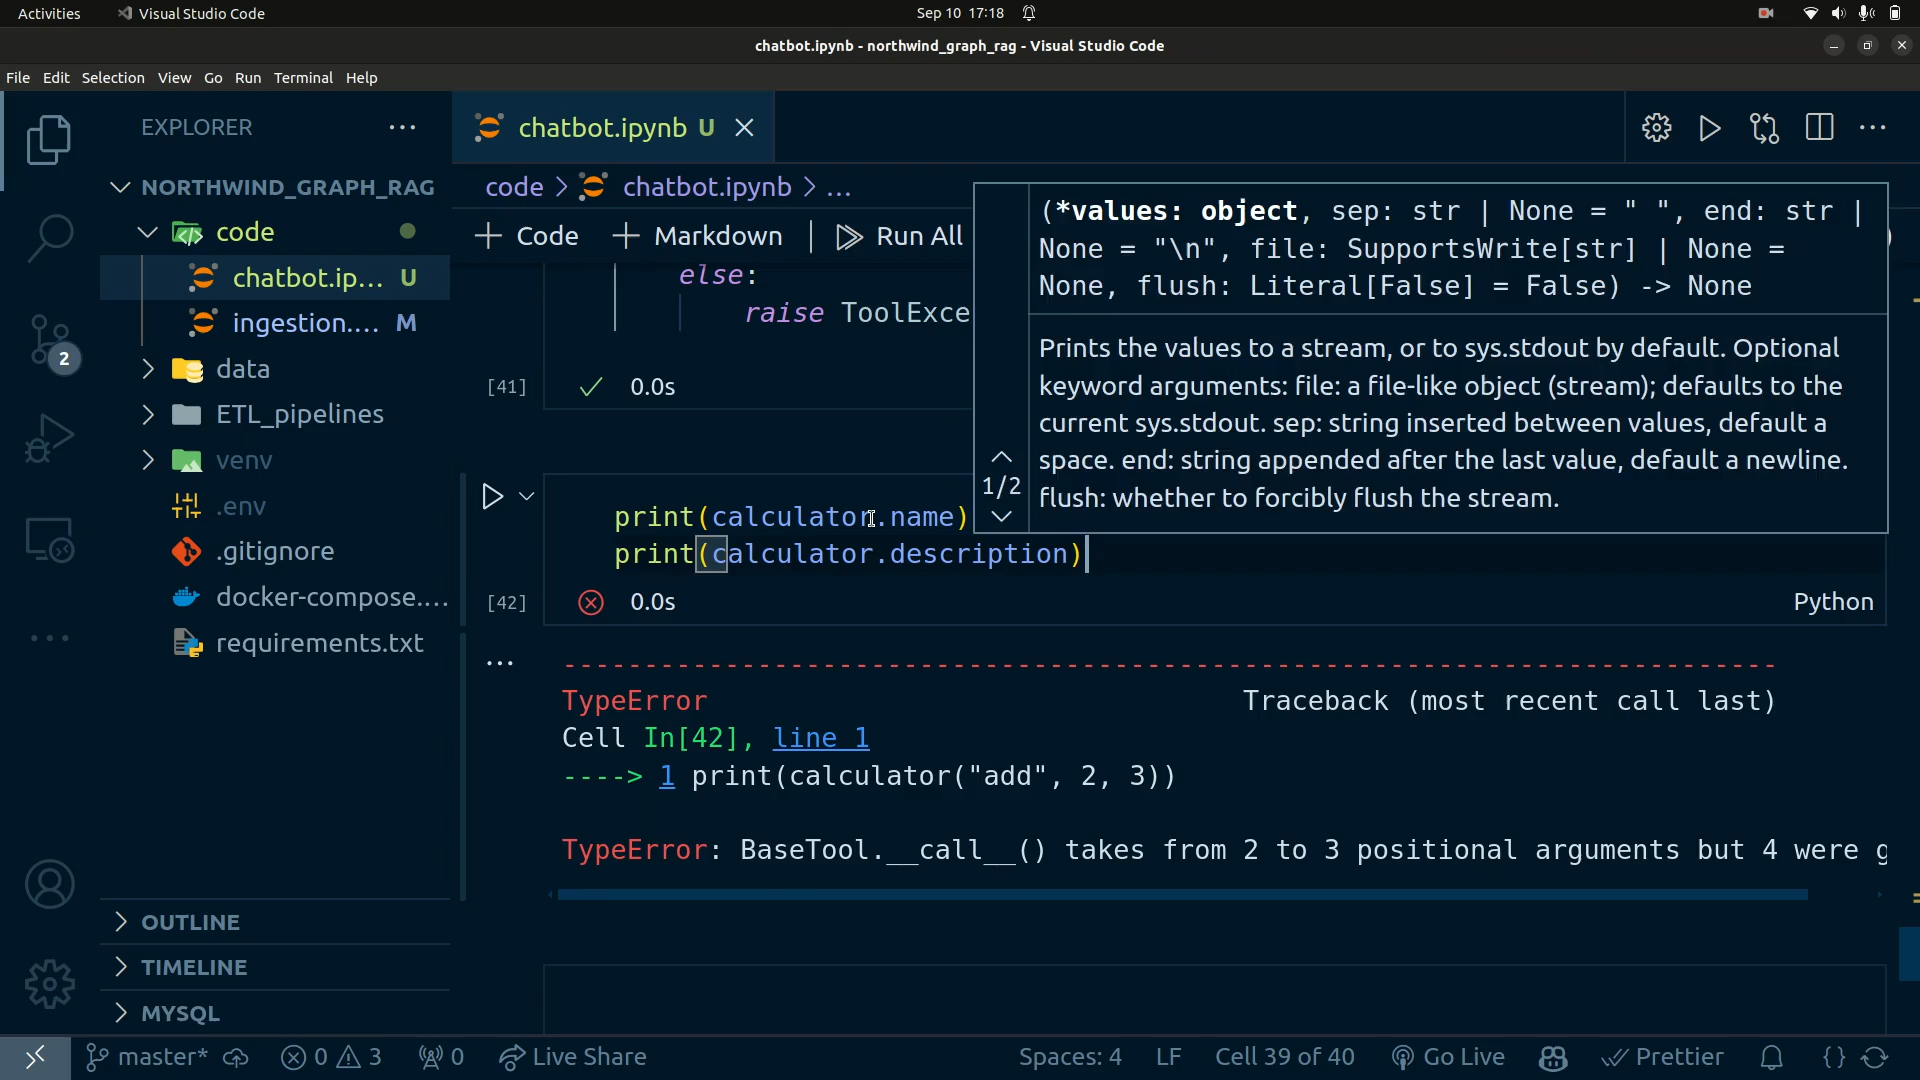 Activities
Visual Studio Code
Sep 10 17:18
chatbot.ipynb - northwind_graph_rag - Visual Studio Code
File Edit Selection View Go Run Terminal Help
EXPLORER
chatbot.ipynb U
NORTHWIND_GRAPH_RAG
code
chatbot.ip... U
ingestion.... M
data
ETL_pipelines
venv
.env
.gitignore
docker-compose....
requirements.txt
OUTLINE
TIMELINE
MYSQL
2
code > chatbot.ipynb > ...
+ Code + Markdown | Run All
else:
raise ToolExce
[41] 0.0s
(*values: object, sep: str | None = " ", end: str |
None = "\n", file: SupportsWrite[str] | None =
None, flush: Literal[False] = False) -> None
Prints the values to a stream, or to sys.stdout by default. Optional
keyword arguments: file: a file-like object (stream); defaults to the
current sys.stdout. sep: string inserted between values, default a
space. end: string appended after the last value, default a newline.
flush: whether to forcibly flush the stream.
1/2
print(calculator.name)
print(calculator.description)
[42] 0.0s
Python
--------------------------------------------------------------------------- 
TypeError Traceback (most recent call last)
Cell In[42], line 1
----> 1 print(calculator("add", 2, 3))
TypeError: BaseTool.__call__() takes from 2 to 3 positional arguments but 4 were g
master* 0 3 0 Live Share
Spaces: 4 LF Cell 39 of 40 Go Live Prettier {}